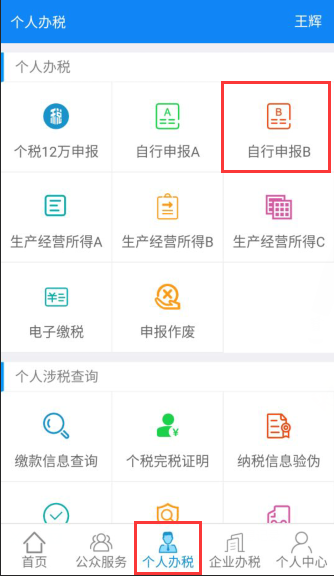 个人办税 王辉
个人办税
个税12万申报 自行申报A 自行申报B
生产经营所得A 生产经营所得B 生产经营所得C
电子缴税 申报作废
个人涉税查询
缴款信息查询 个税完税证明 纳税信息验伪
首页 公众服务 个人办税 企业办税 个人中心